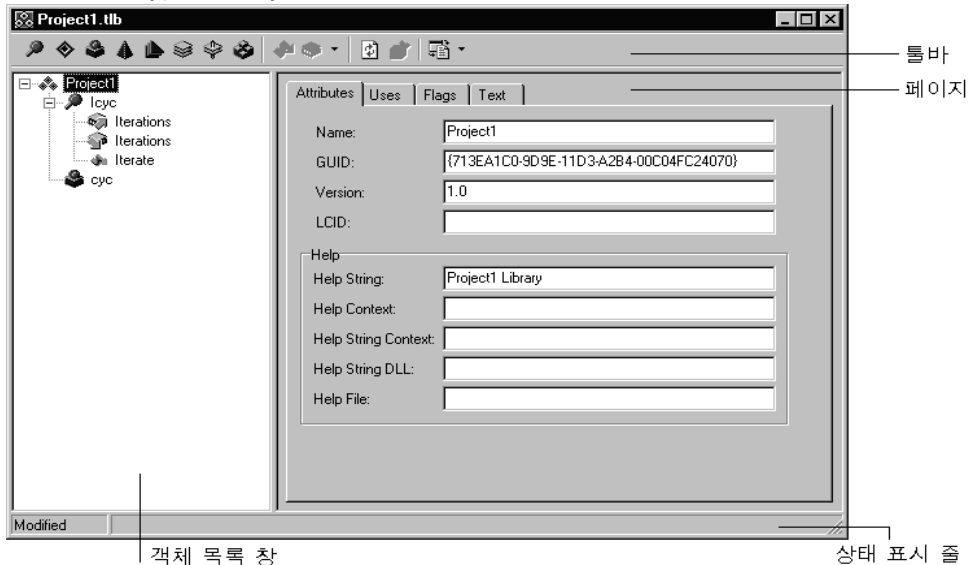 Project1.tlb
툴바
페이지
Project1
Icyc
Iterations
Iterations
Iterate
cyc
Attributes Uses Flags Text
Name: Project1
GUID: {713EA1C0-9D9E-11D3-A2B4-00C04FC24070}
Version: 1.0
LCID:
Help
Help String: Project1 Library
Help Context:
Help String Context:
Help String DLL:
Help File:
Modified
객체 목록 창
상태 표시 줄